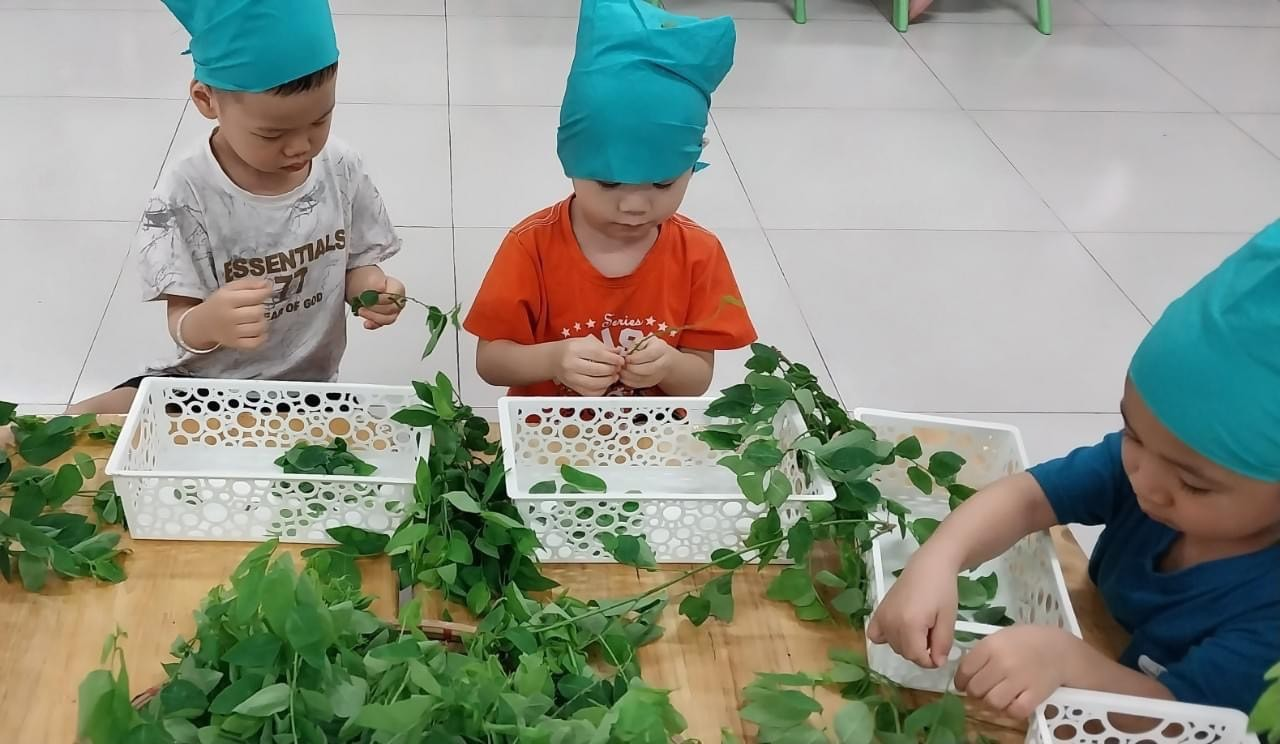 ESSENTIALS
77
FEAR OF GOD
Series